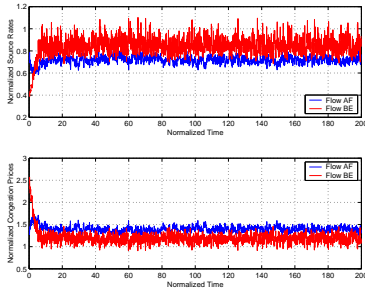 1.2
1
0.8
0.6
0.4
0.2
Normalized Source Rates
Flow AF
Flow BE
0 20 40 60 80 100 120 140 160 180 200
Normalized Time
3
2.5
2
1.5
1
0.5
Normalized Congestion Prices
Flow AF
Flow BE
0 20 40 60 80 100 120 140 160 180 200
Normalized Time